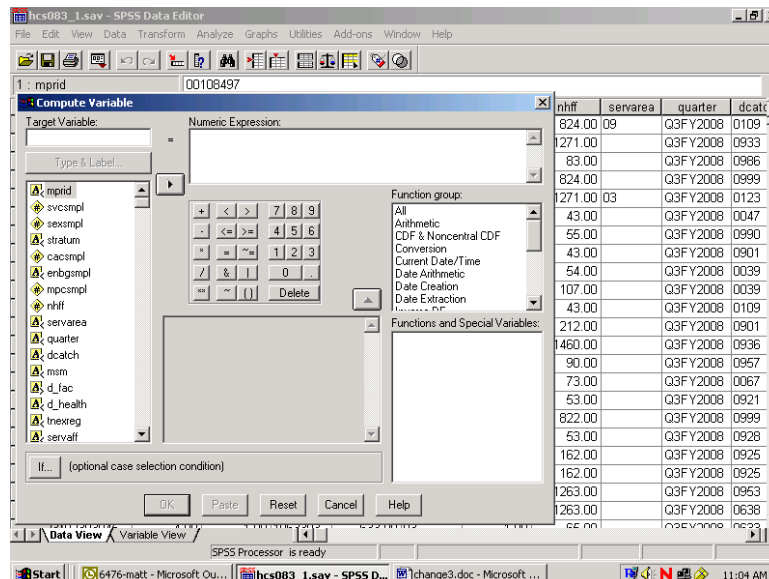 hcs083_1.sav - SPSS Data Editor
File Edit View Data Transform Analyze Graphs Utilities Add-ons Window Help
1 : mprid 00108497
Compute Variable
Target Variable:
=
Numeric Expression:
Type & Label...
mprid
svcsmpl
sexsmpl
stratum
cacsmpl
enbgsmpl
mpcsmpl
nhff
servarea
quarter
dcatch
msm
d_fac
d_health
tnexreg
servaff
+ < > 7 8 9
- <= >= 4 5 6
* = ~= 1 2 3
/ & | 0 .
** ~ () Delete
Function group:
All
Arithmetic
CDF & Noncentral CDF
Conversion
Current Date/Time
Date Arithmetic
Date Creation
Date Extraction
Functions and Special Variables:
If... (optional case selection condition)
OK Paste Reset Cancel Help
nhff servarea quarter dcatc
824.00 09 Q3FY2008 0109
1271.00 Q3FY2008 0933
83.00 Q3FY2008 0986
824.00 Q3FY2008 0999
1271.00 03 Q3FY2008 0123
43.00 Q3FY2008 0047
55.00 Q3FY2008 0990
43.00 Q3FY2008 0901
54.00 Q3FY2008 0039
107.00 Q3FY2008 0039
43.00 Q3FY2008 0109
212.00 Q3FY2008 0901
1460.00 Q3FY2008 0936
90.00 Q3FY2008 0957
73.00 Q3FY2008 0067
53.00 Q3FY2008 0921
822.00 Q3FY2008 0999
53.00 Q3FY2008 0928
162.00 Q3FY2008 0925
162.00 Q3FY2008 0925
1263.00 Q3FY2008 0953
1263.00 Q3FY2008 0638
Data View Variable View
SPSS Processor is ready
Start 6476-matt - Microsoft Ou... hcs083_1.sav - SPSS D... change3.doc - Microsoft ... 11:04 AM